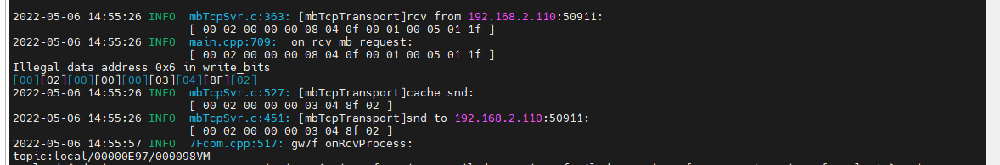 2022-05-06 14:55:26 INFO  mbTcpSvr.c:363: [mbTcpTransport]rcv from 192.168.2.110:50911:
[ 00 02 00 00 00 08 04 0f 00 01 00 05 01 1f ]
2022-05-06 14:55:26 INFO  main.cpp:709:  on rcv mb request:
[ 00 02 00 00 00 08 04 0f 00 01 00 05 01 1f ]
Illegal data address 0x6 in write_bits
[00][02][00][00][00][03][04][8F][02]
2022-05-06 14:55:26 INFO  mbTcpSvr.c:527: [mbTcpTransport]cache snd:
[ 00 02 00 00 00 03 04 8f 02 ]
2022-05-06 14:55:26 INFO  mbTcpSvr.c:451: [mbTcpTransport]snd to 192.168.2.110:50911:
[ 00 02 00 00 00 03 04 8f 02 ]
2022-05-06 14:55:57 INFO  7Fcom.cpp:517: gw7f onRcvProcess:
topic:local/00000E97/000098VM